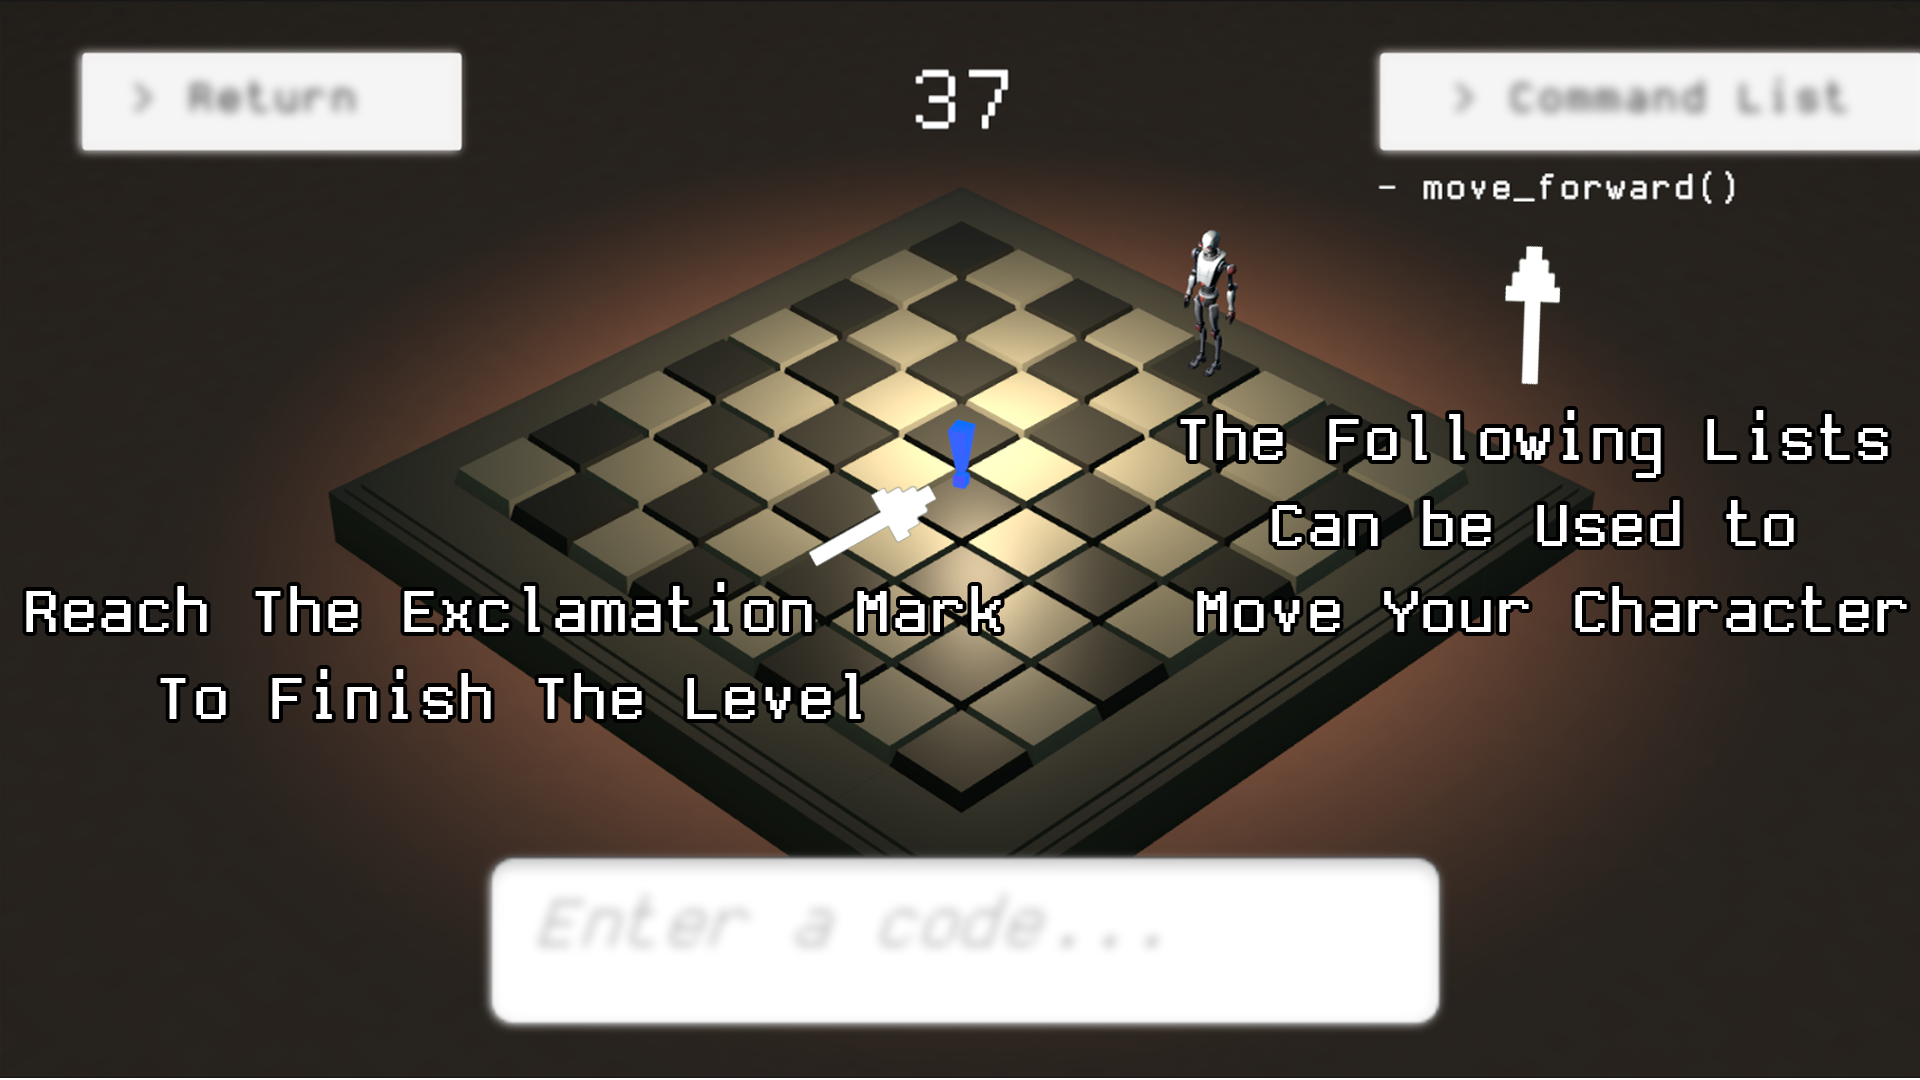 > Return
37
> Command List
- move_forward()
The Following Lists
Can be Used to
Move Your Character
Reach The Exclamation Mark
To Finish The Level
Enter a code...